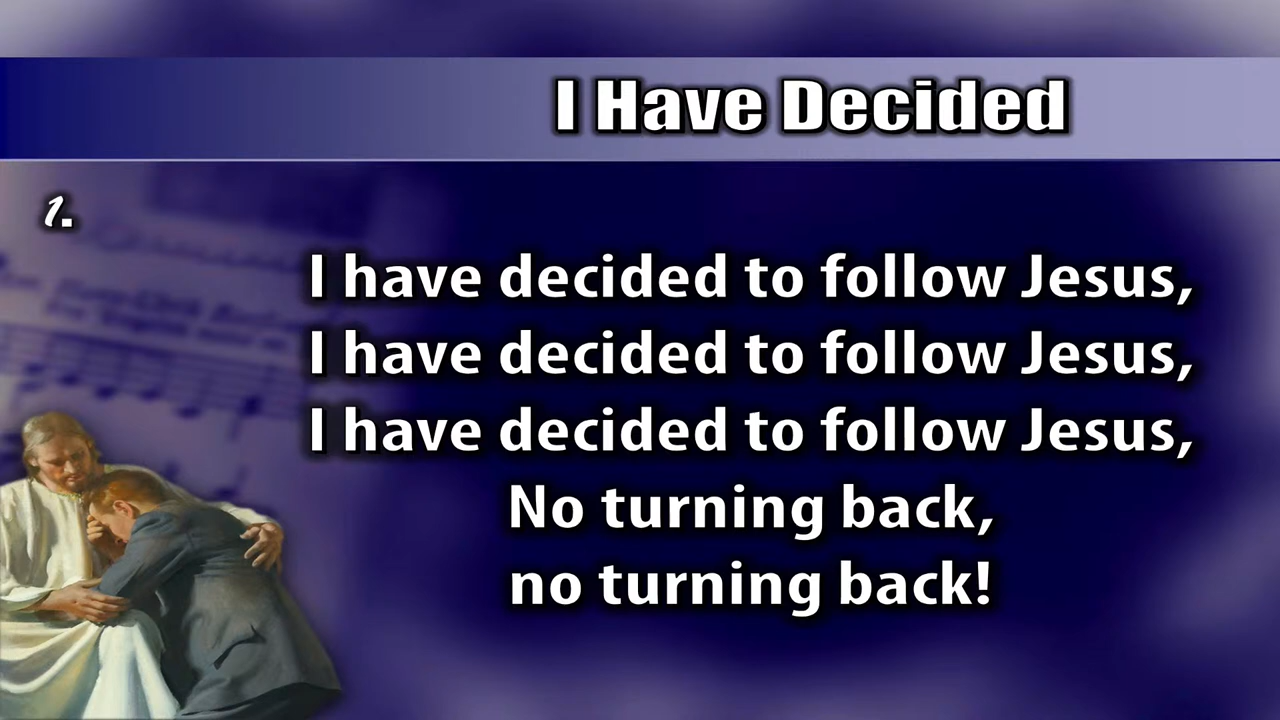 I Have Decided
1.
I have decided to follow Jesus,
I have decided to follow Jesus,
I have decided to follow Jesus,
No turning back,
no turning back!